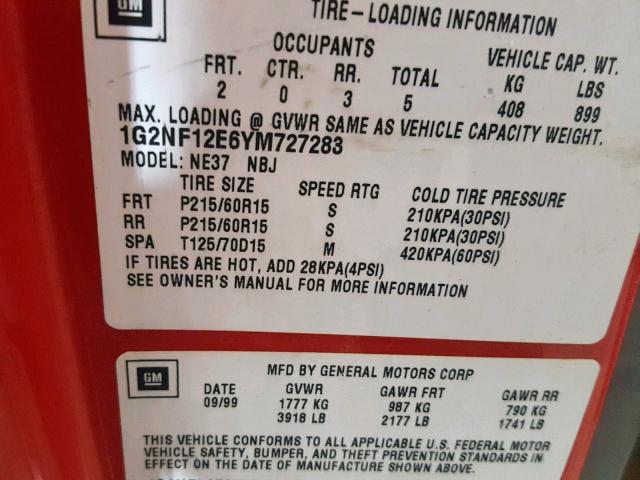 GM
TIRE-LOADING INFORMATION
OCCUPANTS VEHICLE CAP. WT.
FRT. CTR. RR. TOTAL KG LBS
2 0 3 5 408 899
MAX. LOADING @ GVWR SAME AS VEHICLE CAPACITY WEIGHT.
1G2NF12E6YM727283
MODEL: NE37 NBJ
TIRE SIZE SPEED RTG COLD TIRE PRESSURE
FRT P215/60R15 S 210KPA(30PSI)
RR P215/60R15 S 210KPA(30PSI)
SPA T125/70D15 M 420KPA(60PSI)
IF TIRES ARE HOT, ADD 28KPA(4PSI)
SEE OWNER'S MANUAL FOR MORE INFORMATION
GM
MFD BY GENERAL MOTORS CORP
DATE GVWR GAWR FRT GAWR RR
09/99 1777 KG 987 KG 790 KG
3918 LB 2177 LB 1741 LB
THIS VEHICLE CONFORMS TO ALL APPLICABLE U.S. FEDERAL MOTOR
VEHICLE SAFETY, BUMPER, AND THEFT PREVENTION STANDARDS IN
EFFECT ON THE DATE OF MANUFACTURE SHOWN ABOVE.